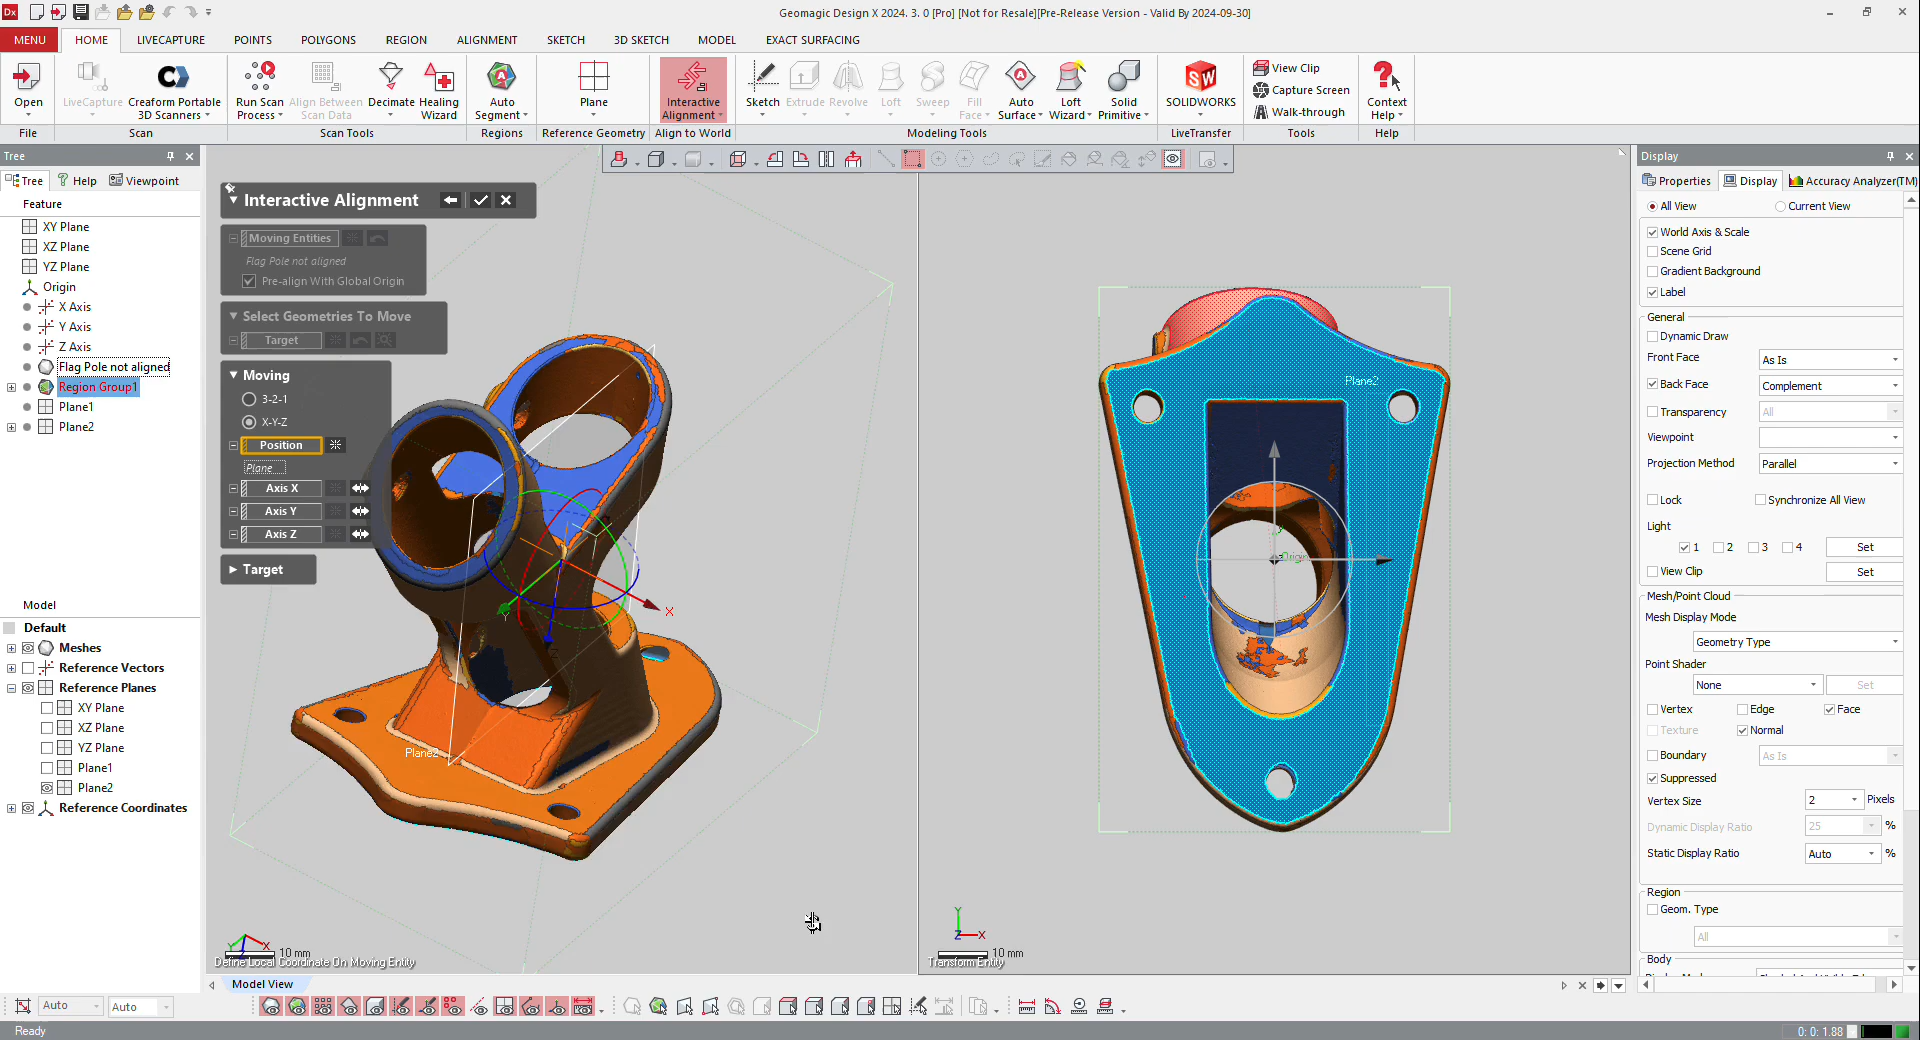 Dx
Geomagic Design X 2024. 3. 0 [Pro] [Not for Resale][Pre-Release Version - Valid By 2024-09-30]
MENU HOME LIVECAPTURE POINTS POLYGONS REGION ALIGNMENT SKETCH 3D SKETCH MODEL EXACT SURFACING
Open
LiveCapture
Creaform Portable
3D Scanners
Run Scan
Process
Align Between
Scan Data
Decimate
Healing
Wizard
Auto
Segment
Plane
Interactive
Alignment
Sketch
Extrude
Revolve
Loft
Sweep
Fill
Face
Auto
Surface
Loft
Wizard
Solid
Primitive
SW
SOLIDWORKS
View Clip
Capture Screen
Walk-through
Context
Help
File Scan Scan Tools Regions Reference Geometry Align to World Modeling Tools LiveTransfer Tools Help
Tree
Tree Help Viewpoint
Feature
XY Plane
XZ Plane
YZ Plane
Origin
X Axis
Y Axis
Z Axis
Flag Pole not aligned
Region Group1
Plane1
Plane2
Model
Default
Meshes
Reference Vectors
Reference Planes
XY Plane
XZ Plane
YZ Plane
Plane1
Plane2
Reference Coordinates
Interactive Alignment
Moving Entities
Flag Pole not aligned
Pre-align With Global Origin
Select Geometries To Move
Target
Moving
3-2-1
X-Y-Z
Position
Plane
Axis X
Axis Y
Axis Z
Target
X
Plane2
Y
X
10 mm
Define Local Coordinate On Moving Entity
Plane2
Y
Origin
Y
Z
X
10 mm
Transform Entity
Model View
Display
Properties Display Accuracy Analyzer(TM)
All View Current View
World Axis & Scale
Scene Grid
Gradient Background
Label
General
Dynamic Draw
Front Face As Is
Back Face Complement
Transparency All
Viewpoint
Projection Method Parallel
Lock Synchronize All View
Light
1 2 3 4 Set
View Clip Set
Mesh/Point Cloud
Mesh Display Mode
Geometry Type
Point Shader
None Set
Vertex Edge Face
Texture Normal
Boundary As Is
Suppressed
Vertex Size 2 Pixels
Dynamic Display Ratio 25 %
Static Display Ratio Auto %
Region
Geom. Type
All
Body
Auto Auto
Ready
0: 0: 1.88